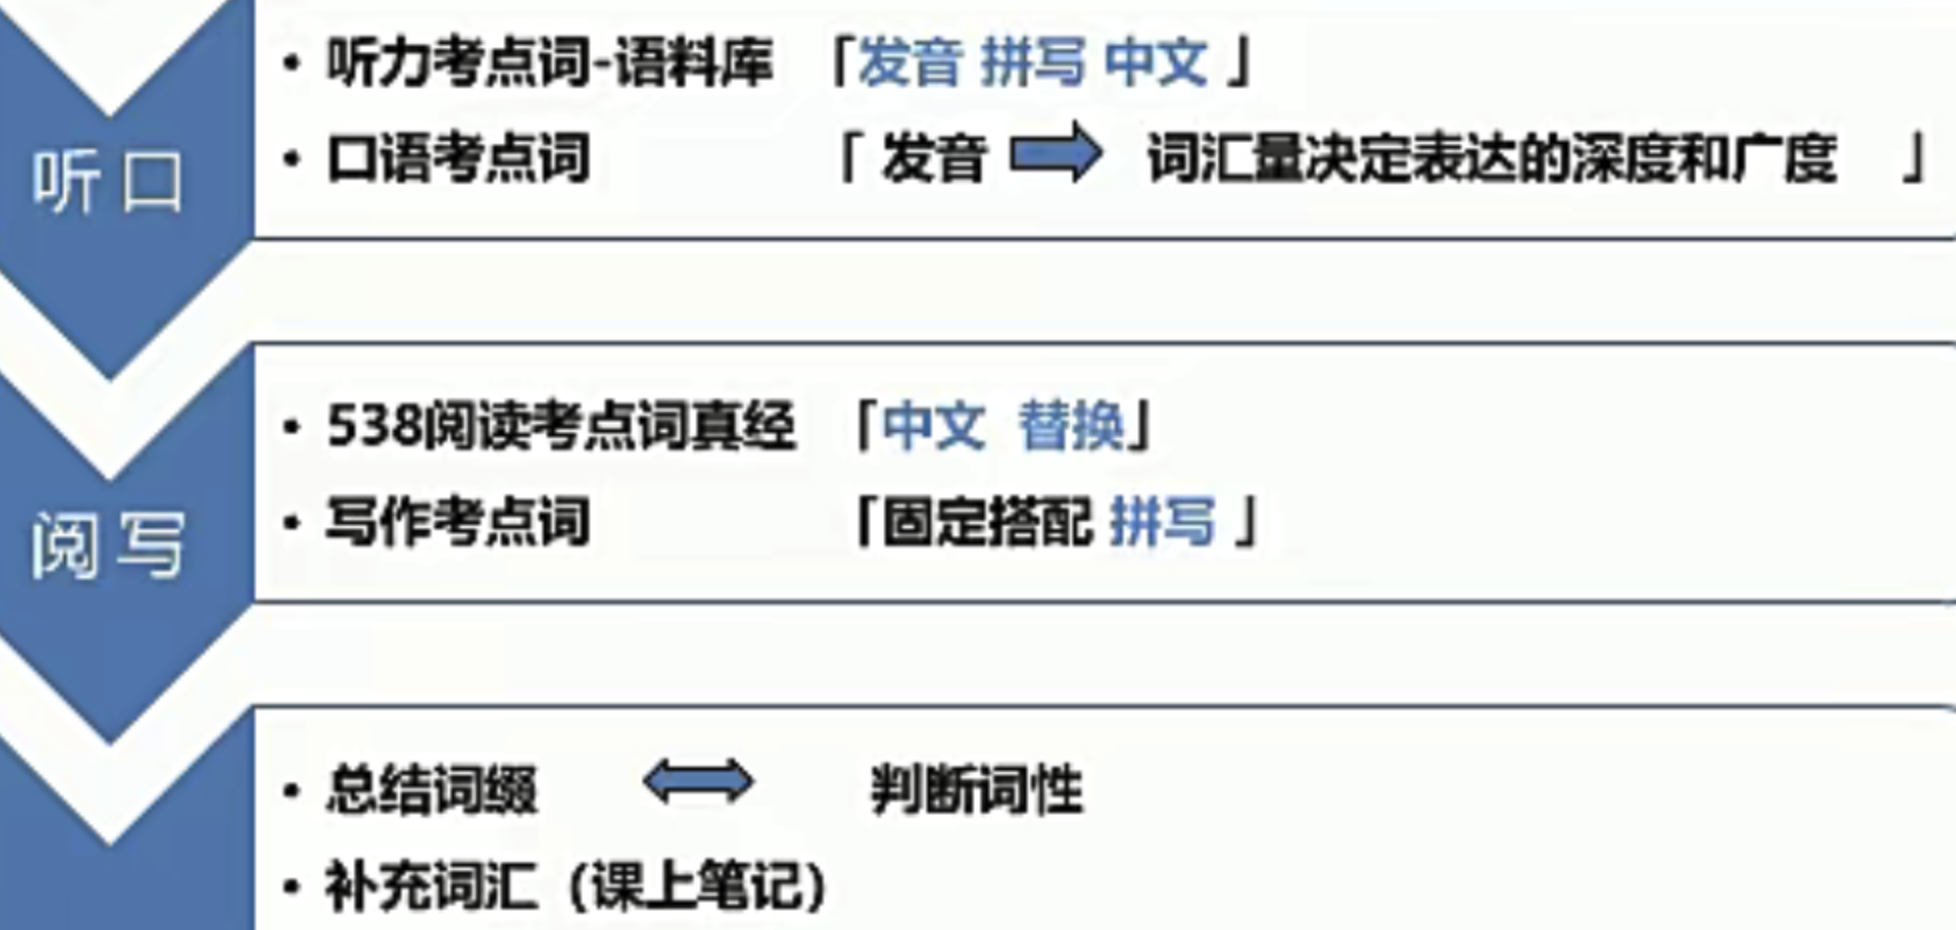 听口
• 听力考点词-语料库 「发音 拼写 中文」
• 口语考点词 「发音 词汇量决定表达的深度和广度 」
阅写
• 538阅读考点词真经 「中文 替换」
• 写作考点词 「固定搭配 拼写 」
• 总结词缀 判断词性
• 补充词汇（课上笔记）